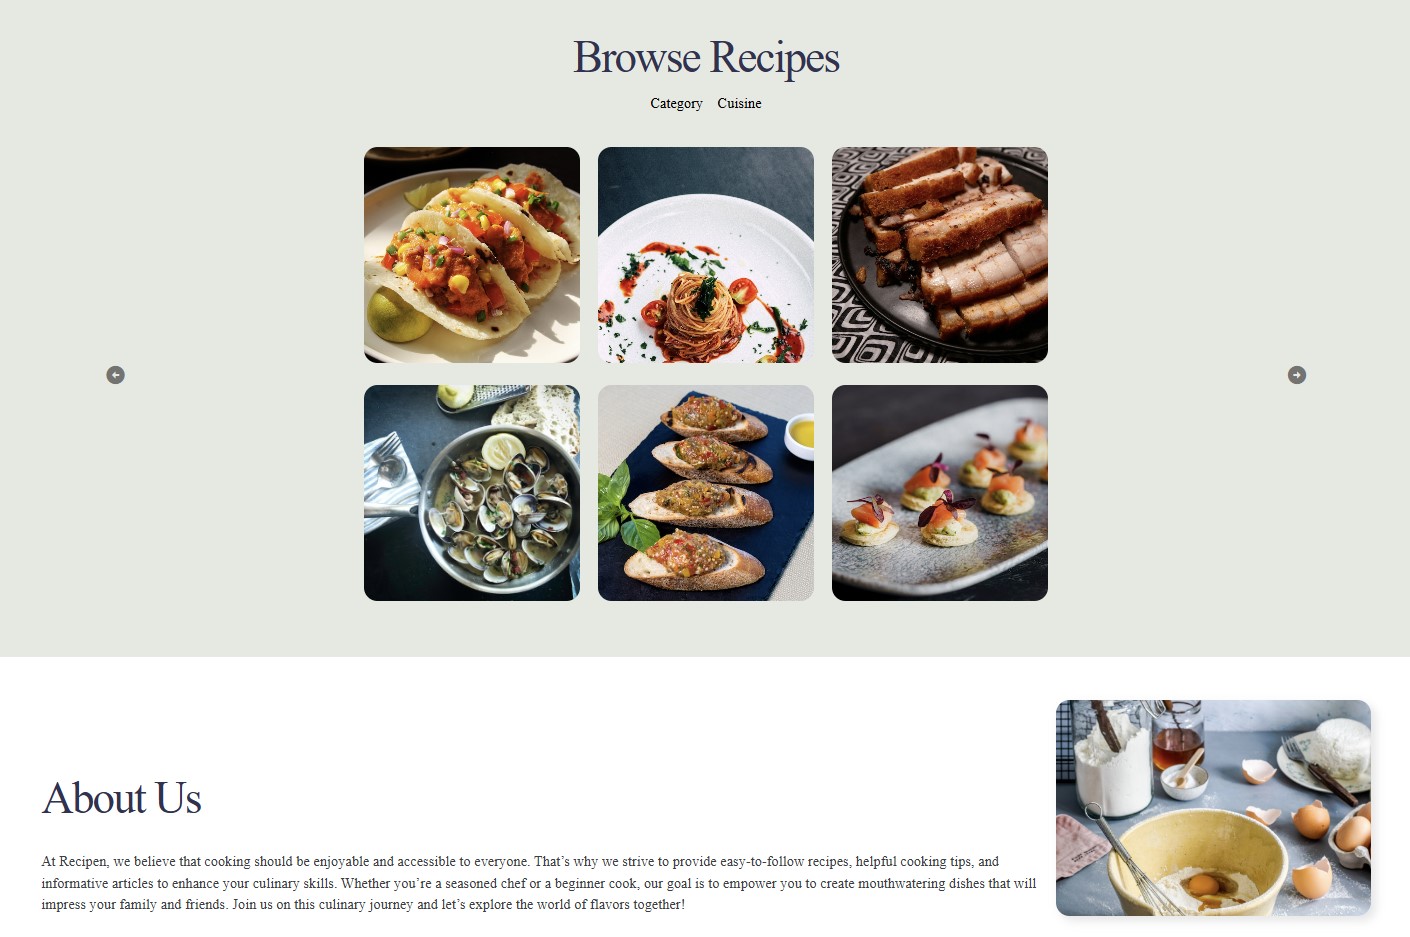 Browse Recipes
Category Cuisine
About Us
At Recipen, we believe that cooking should be enjoyable and accessible to everyone. That’s why we strive to provide easy-to-follow recipes, helpful cooking tips, and
informative articles to enhance your culinary skills. Whether you’re a seasoned chef or a beginner cook, our goal is to empower you to create mouthwatering dishes that will
impress your family and friends. Join us on this culinary journey and let’s explore the world of flavors together!